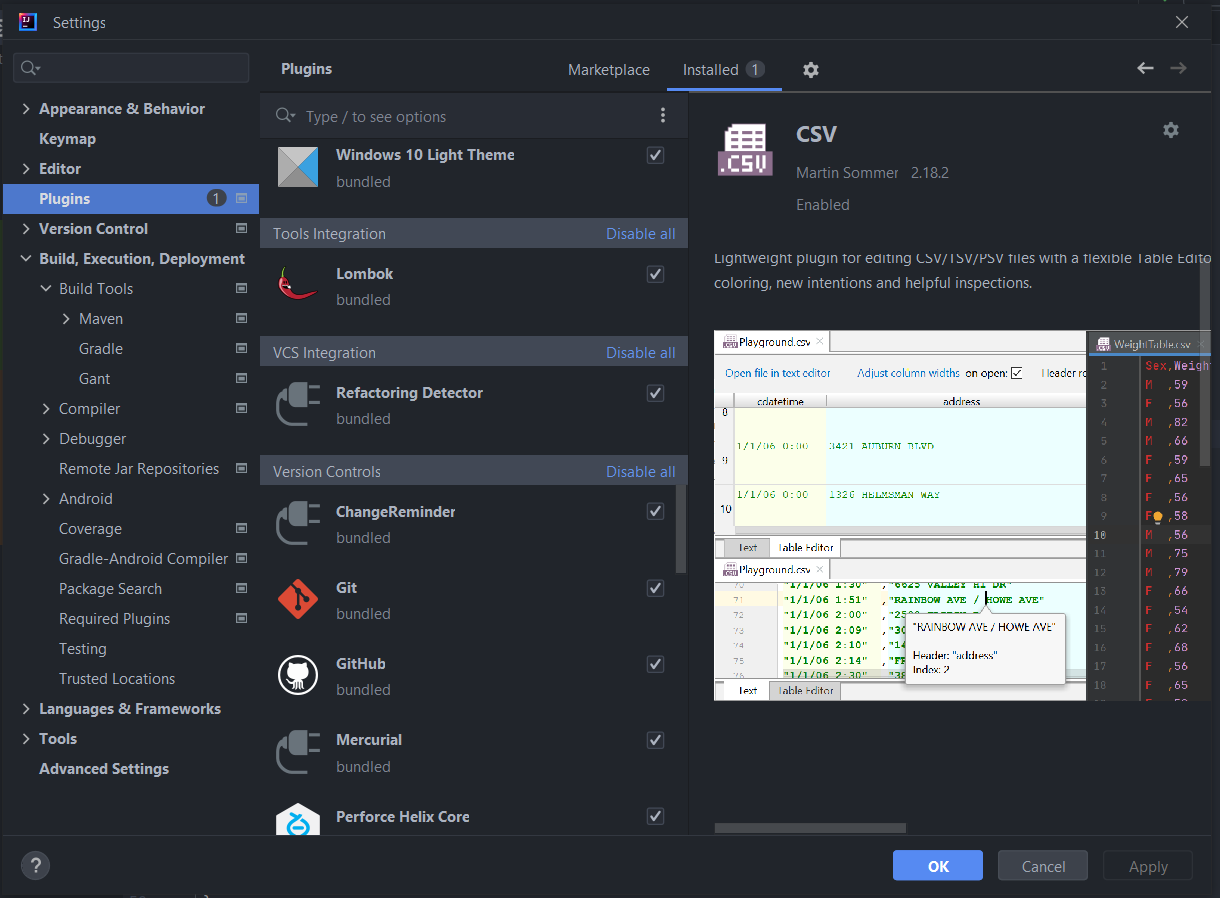 Settings
Appearance & Behavior
Keymap
Editor
Plugins
1
Version Control
Build, Execution, Deployment
Build Tools
Maven
Gradle
Gant
Compiler
Debugger
Remote Jar Repositories
Android
Coverage
Gradle-Android Compiler
Package Search
Required Plugins
Testing
Trusted Locations
Languages & Frameworks
Tools
Advanced Settings
Plugins
Marketplace
Installed 1
Type / to see options
Windows 10 Light Theme
bundled
Tools Integration Disable all
Lombok
bundled
VCS Integration Disable all
Refactoring Detector
bundled
Version Controls Disable all
ChangeReminder
bundled
Git
bundled
GitHub
bundled
Mercurial
bundled
Perforce Helix Core
.CSV
CSV
Martin Sommer 2.18.2
Enabled
Lightweight plugin for editing CSV/TSV/PSV files with a flexible Table Edito
coloring, new intentions and helpful inspections.
Playground.csv
Open file in text editor Adjust column widths on open: Header
cdatetime address
8
1/1/06 0:00 3421 AUBURN BLVD
9
1/1/06 0:00 1326 HELMSMAN WAY
10
Text Table Editor
Playground.csv
70 "1/1/06 1:30" ,"6625 VALLEY HI DR"
71 "1/1/06 1:51" ,"RAINBOW AVE / HOWE AVE"
72 "1/1/06 2:00"
73 "1/1/06 2:09" ,"30
74 "1/1/06 2:10" ,"14
75 "1/1/06 2:14"
76 "1/1/06 2:30" ,"38
"RAINBOW AVE / HOWE AVE"
Header: "address"
Index: 2
Text Table Editor
WeightTable.csv
1 Sex,Weight
2 M ,59
3 F ,56
4 M ,82
5 M ,66
6 F ,59
7 F ,65
8 F ,56
9 F ,58
10 M ,56
11 M ,75
12 M ,79
13 F ,66
14 F ,54
15 F ,62
16 F ,68
17 F ,56
18 F ,65
?
OK
Cancel
Apply